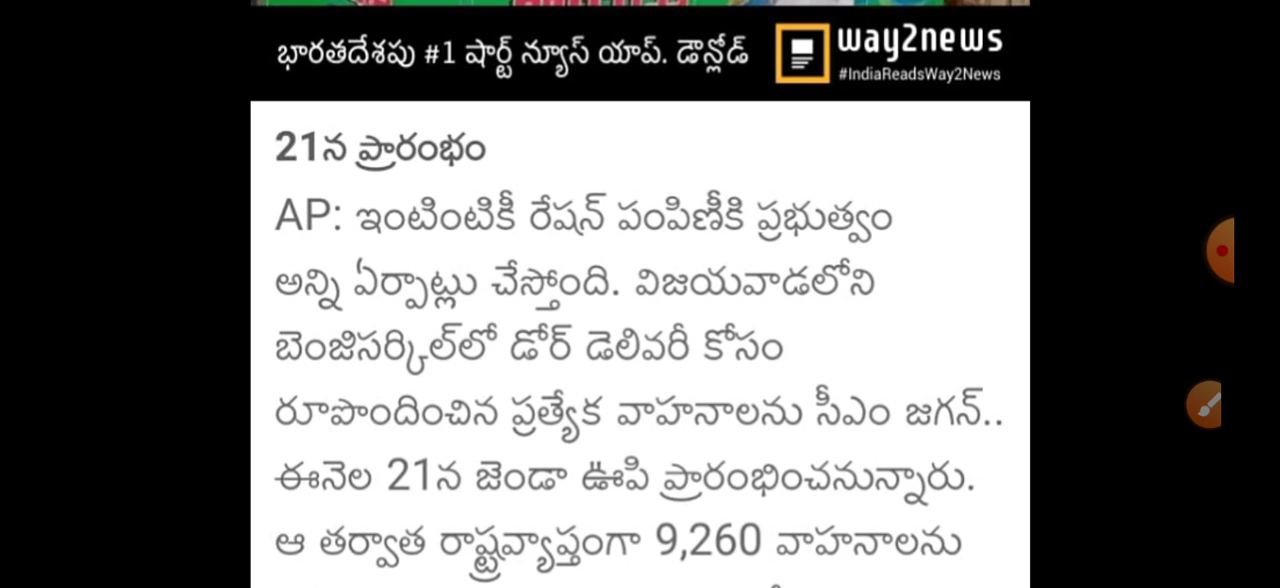 భారతదేశపు #1 షార్ట్ న్యూస్ యాప్. డౌన్లోడ్
way2news
#IndiaReadsWay2News
21న ప్రారంభం
AP: ఇంటింటికీ రేషన్ పంపిణీకి ప్రభుత్వం
అన్ని ఏర్పాట్లు చేస్తోంది. విజయవాడలోని
బెంజిసర్కిల్‌లో డోర్ డెలివరీ కోసం
రూపొందించిన ప్రత్యేక వాహనాలను సీఎం జగన్..
ఈనెల 21న జెండా ఊపి ప్రారంభించనున్నారు.
ఆ తర్వాత రాష్ట్రవ్యాప్తంగా 9,260 వాహనాలను